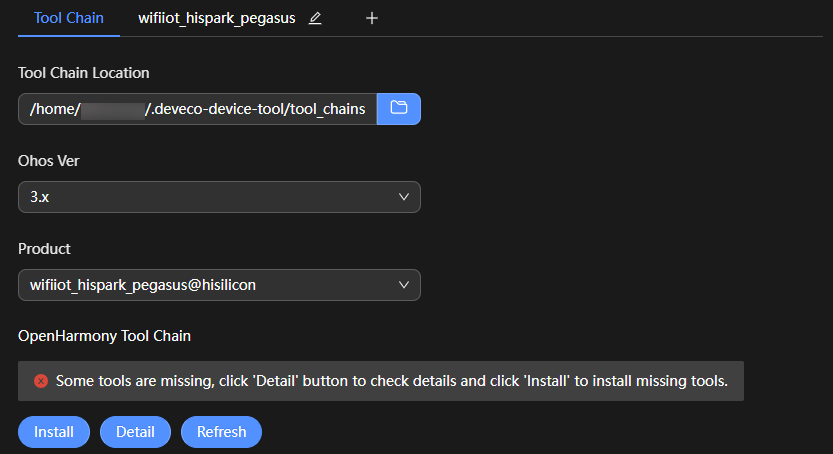 Tool Chain wifiiot_hispark_pegasus +
Tool Chain Location
/home/ /.deveco-device-tool/tool_chains
Ohos Ver
3.x
Product
wifiiot_hispark_pegasus@hisilicon
OpenHarmony Tool Chain
Some tools are missing, click 'Detail' button to check details and click 'Install' to install missing tools.
Install Detail Refresh